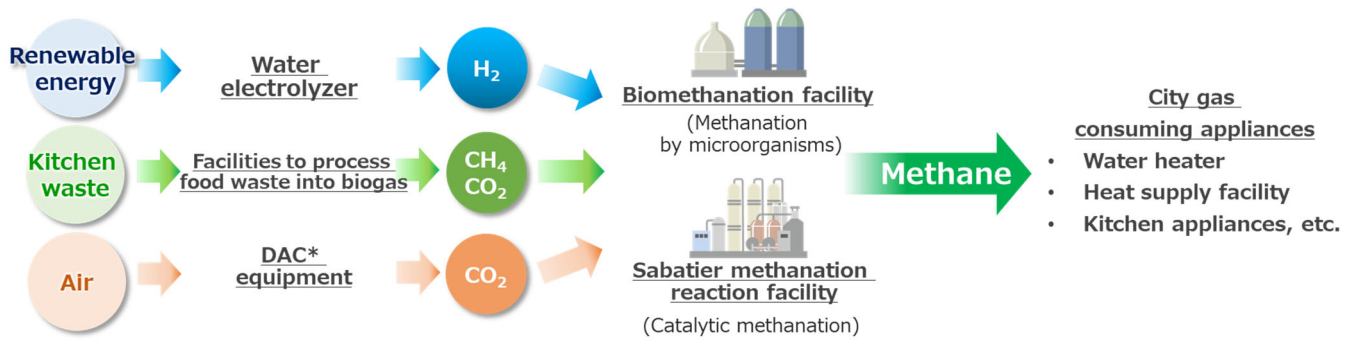 Renewable
energy
Water
electrolyzer
H₂
Biomethanation facility
(Methanation
by microorganisms)
Kitchen
waste
Facilities to process
food waste into biogas
CH₄
CO₂
Air
DAC*
equipment
CO₂
Sabatier methanation
reaction facility
(Catalytic methanation)
Methane
City gas
consuming appliances
• Water heater
• Heat supply facility
• Kitchen appliances, etc.